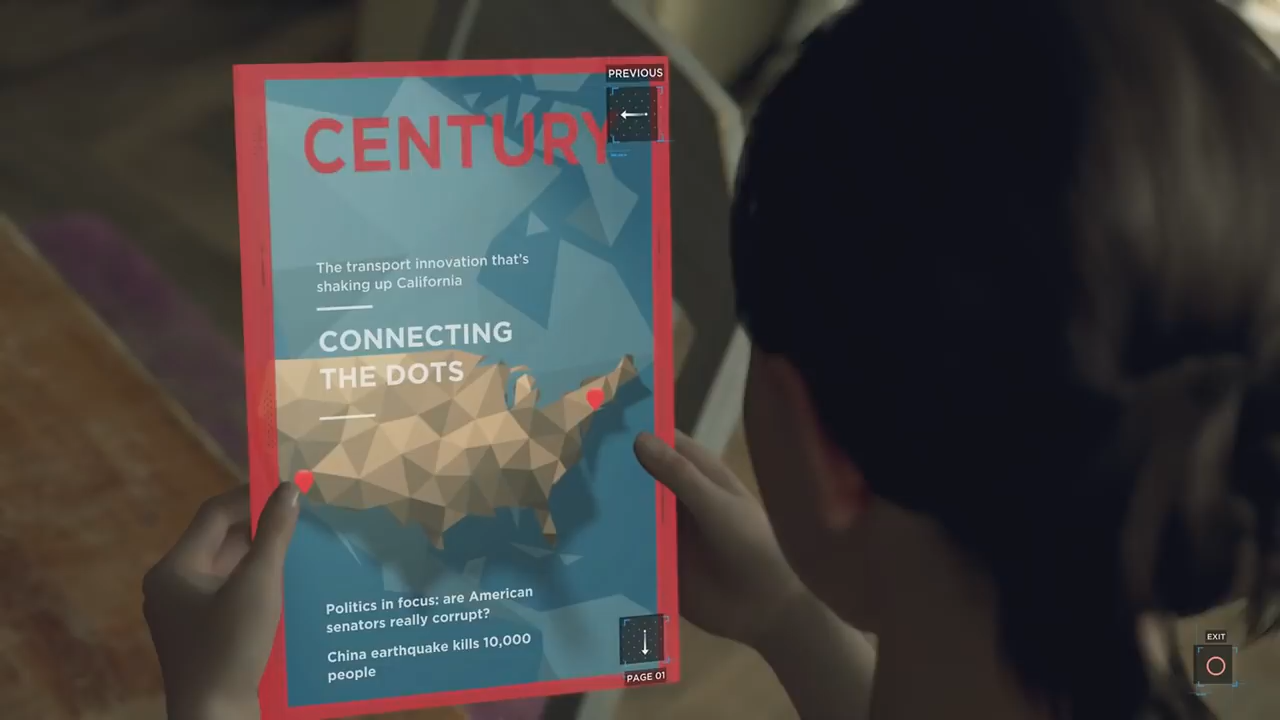 PREVIOUS
CENTURY
The transport innovation that's
shaking up California
CONNECTING
THE DOTS
Politics in focus: are American
senators really corrupt?
China earthquake kills 10,000
people
PAGE 01
EXIT